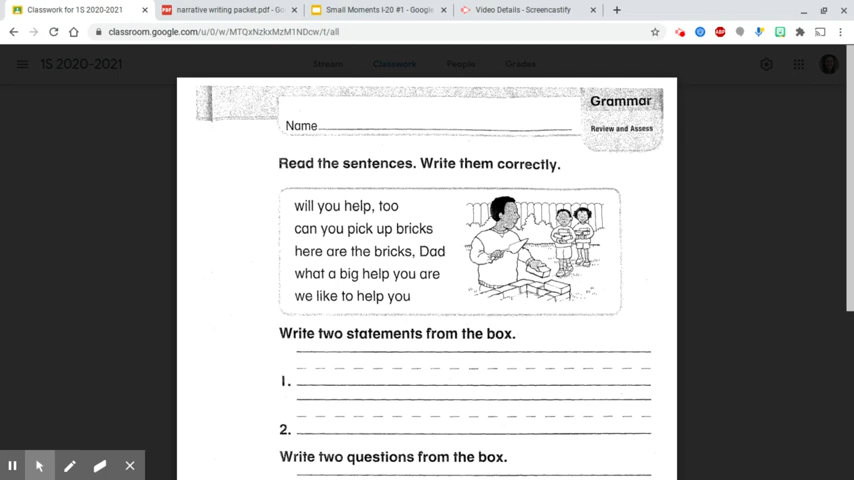 Classwork for 1S 2020-2021
narrative writing packet.pdf - Go
Small Moments I-20 #1 - Google
Video Details - Screencastify
classroom.google.com/u/0/w/MTQxNzkxMzM1NDcw/t/all
1S 2020-2021
Stream
Classwork
People
Grades
Grammar
Review and Assess
Name
Read the sentences. Write them correctly.
will you help, too
can you pick up bricks
here are the bricks, Dad
what a big help you are
we like to help you
Write two statements from the box.
1.
2.
Write two questions from the box.